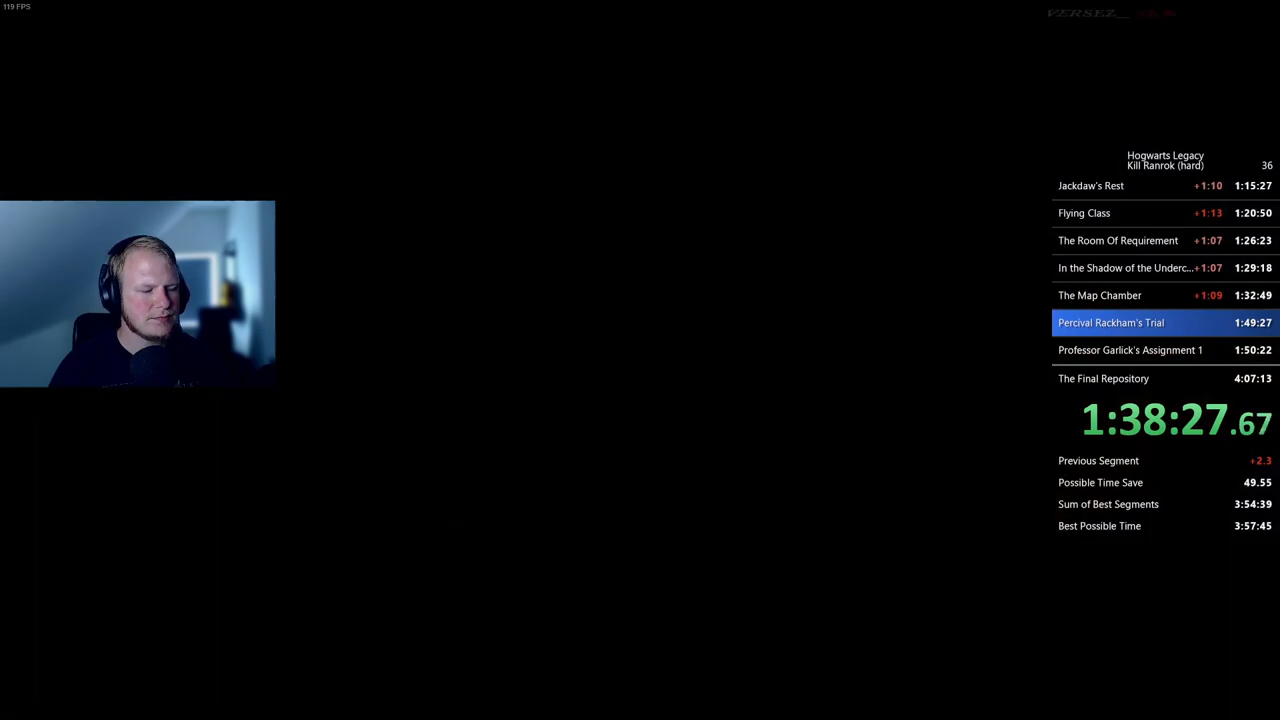 119 FPS
VERSEZ__
Hogwarts Legacy
Kill Ranrok (hard) 36
Jackdaw's Rest +1:10 1:15:27
Flying Class +1:13 1:20:50
The Room Of Requirement +1:07 1:26:23
In the Shadow of the Underc... +1:07 1:29:18
The Map Chamber +1:09 1:32:49
Percival Rackham's Trial 1:49:27
Professor Garlick's Assignment 1 1:50:22
The Final Repository 4:07:13
1:38:27.67
Previous Segment +2.3
Possible Time Save 49.55
Sum of Best Segments 3:54:39
Best Possible Time 3:57:45